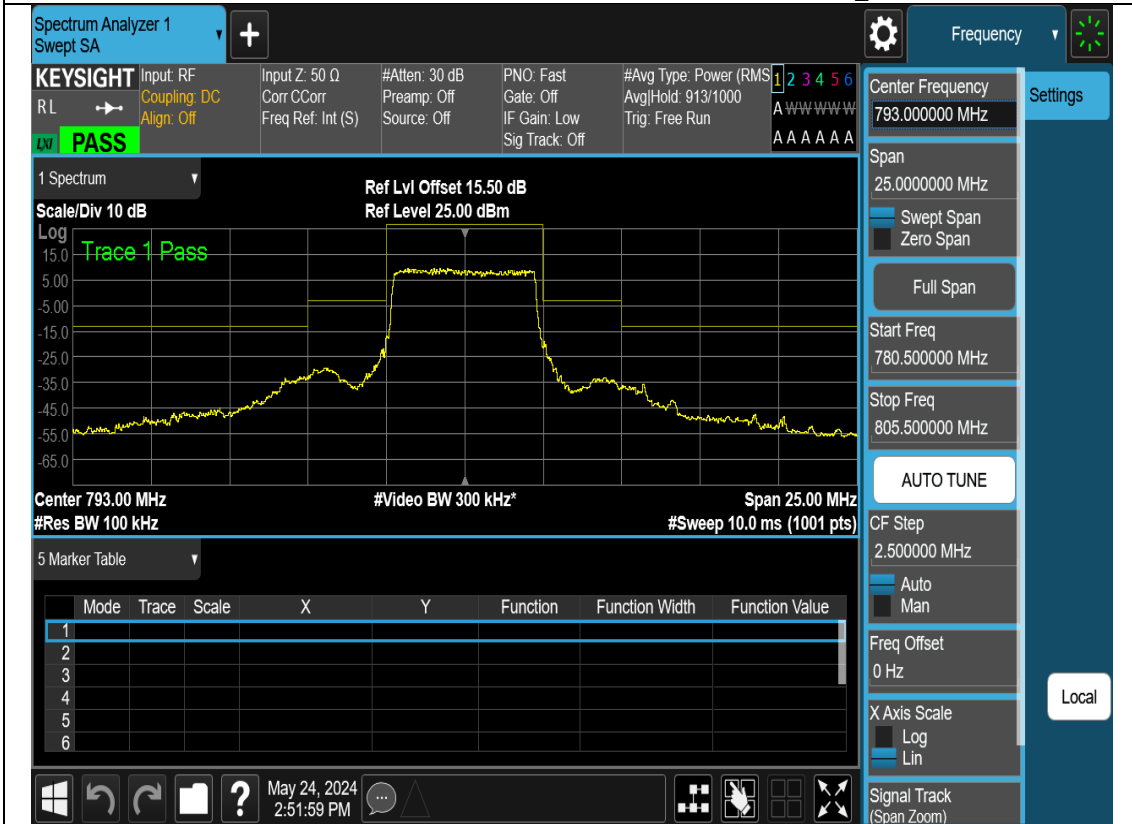 Spectrum Analyzer 1
Swept SA
+
Frequency
KEYSIGHT
R L
LXI
PASS
Input: RF
Coupling: DC
Align: Off
Input Z: 50 Ω
Corr CCorr
Freq Ref: Int (S)
#Atten: 30 dB
Preamp: Off
Source: Off
PNO: Fast
Gate: Off
IF Gain: Low
Sig Track: Off
#Avg Type: Power (RMS
Avg|Hold: 913/1000
Trig: Free Run
1 2 3 4 5 6
A W W W W W
A A A A A A
Center Frequency
793.000000 MHz
Settings
Span
25.0000000 MHz
Swept Span
Zero Span
Full Span
Start Freq
780.500000 MHz
Stop Freq
805.500000 MHz
AUTO TUNE
CF Step
2.500000 MHz
Auto
Man
Freq Offset
0 Hz
X Axis Scale
Log
Lin
Signal Track
(Span Zoom)
Local
1 Spectrum
Scale/Div 10 dB
Ref Lvl Offset 15.50 dB
Ref Level 25.00 dBm
Log
Trace 1 Pass
15.0
5.00
-5.00
-15.0
-25.0
-35.0
-45.0
-55.0
-65.0
Center 793.00 MHz
#Video BW 300 kHz*
Span 25.00 MHz
#Res BW 100 kHz
#Sweep 10.0 ms (1001 pts)
5 Marker Table
Mode Trace Scale X Y Function Function Width Function Value
1
2
3
4
5
6
?
May 24, 2024
2:51:59 PM